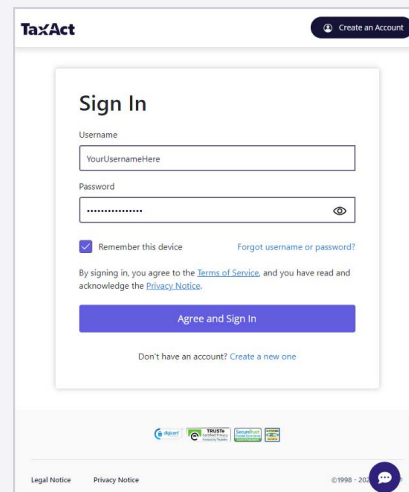 TaxAct
Create an Account
Sign In
Username
YourUsernameHere
Password
Remember this device
Forgot username or password?
By signing in, you agree to the Terms of Service, and you have read and
acknowledge the Privacy Notice.
Agree and Sign In
Don't have an account? Create a new one
digicert
TRUSTe
Legal Notice
Privacy Notice
©1998 - 202